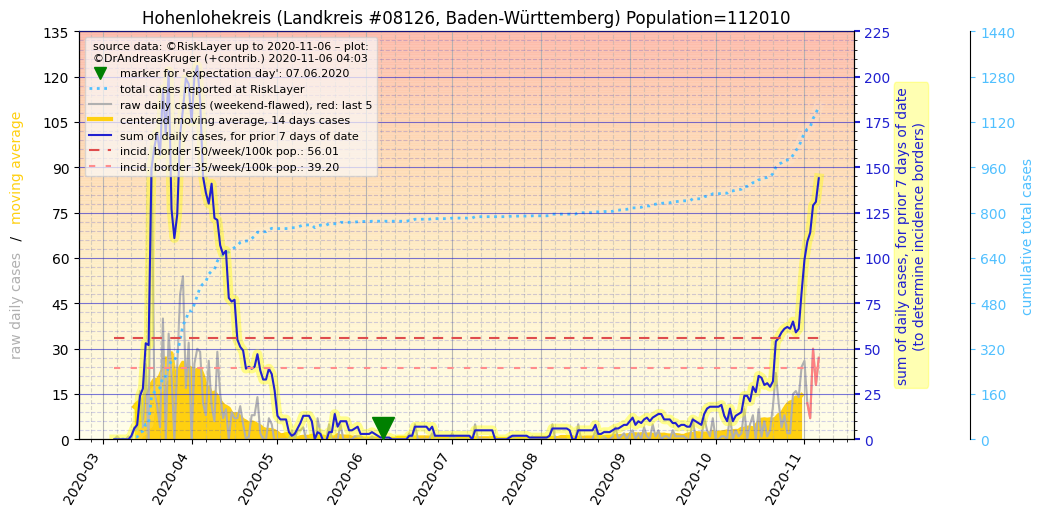 Hohenlohekreis (Landkreis #08126, Baden-Württemberg) Population=112010
source data: ©RiskLayer up to 2020-11-06 – plot:
©DrAndreasKruger (+contrib.) 2020-11-06 04:03
marker for 'expectation day': 07.06.2020
total cases reported at RiskLayer
raw daily cases (weekend-flawed), red: last 5
centered moving average, 14 days cases
sum of daily cases, for prior 7 days of date
incid. border 50/week/100k pop.: 56.01
incid. border 35/week/100k pop.: 39.20
raw daily cases / moving average
135
120
105
90
75
60
45
30
15
0
225
200
175
150
125
100
75
50
25
0
sum of daily cases, for prior 7 days of date
(to determine incidence borders)
1440
1280
1120
960
800
640
480
320
160
0
cumulative total cases
2020-03
2020-04
2020-05
2020-06
2020-07
2020-08
2020-09
2020-10
2020-11